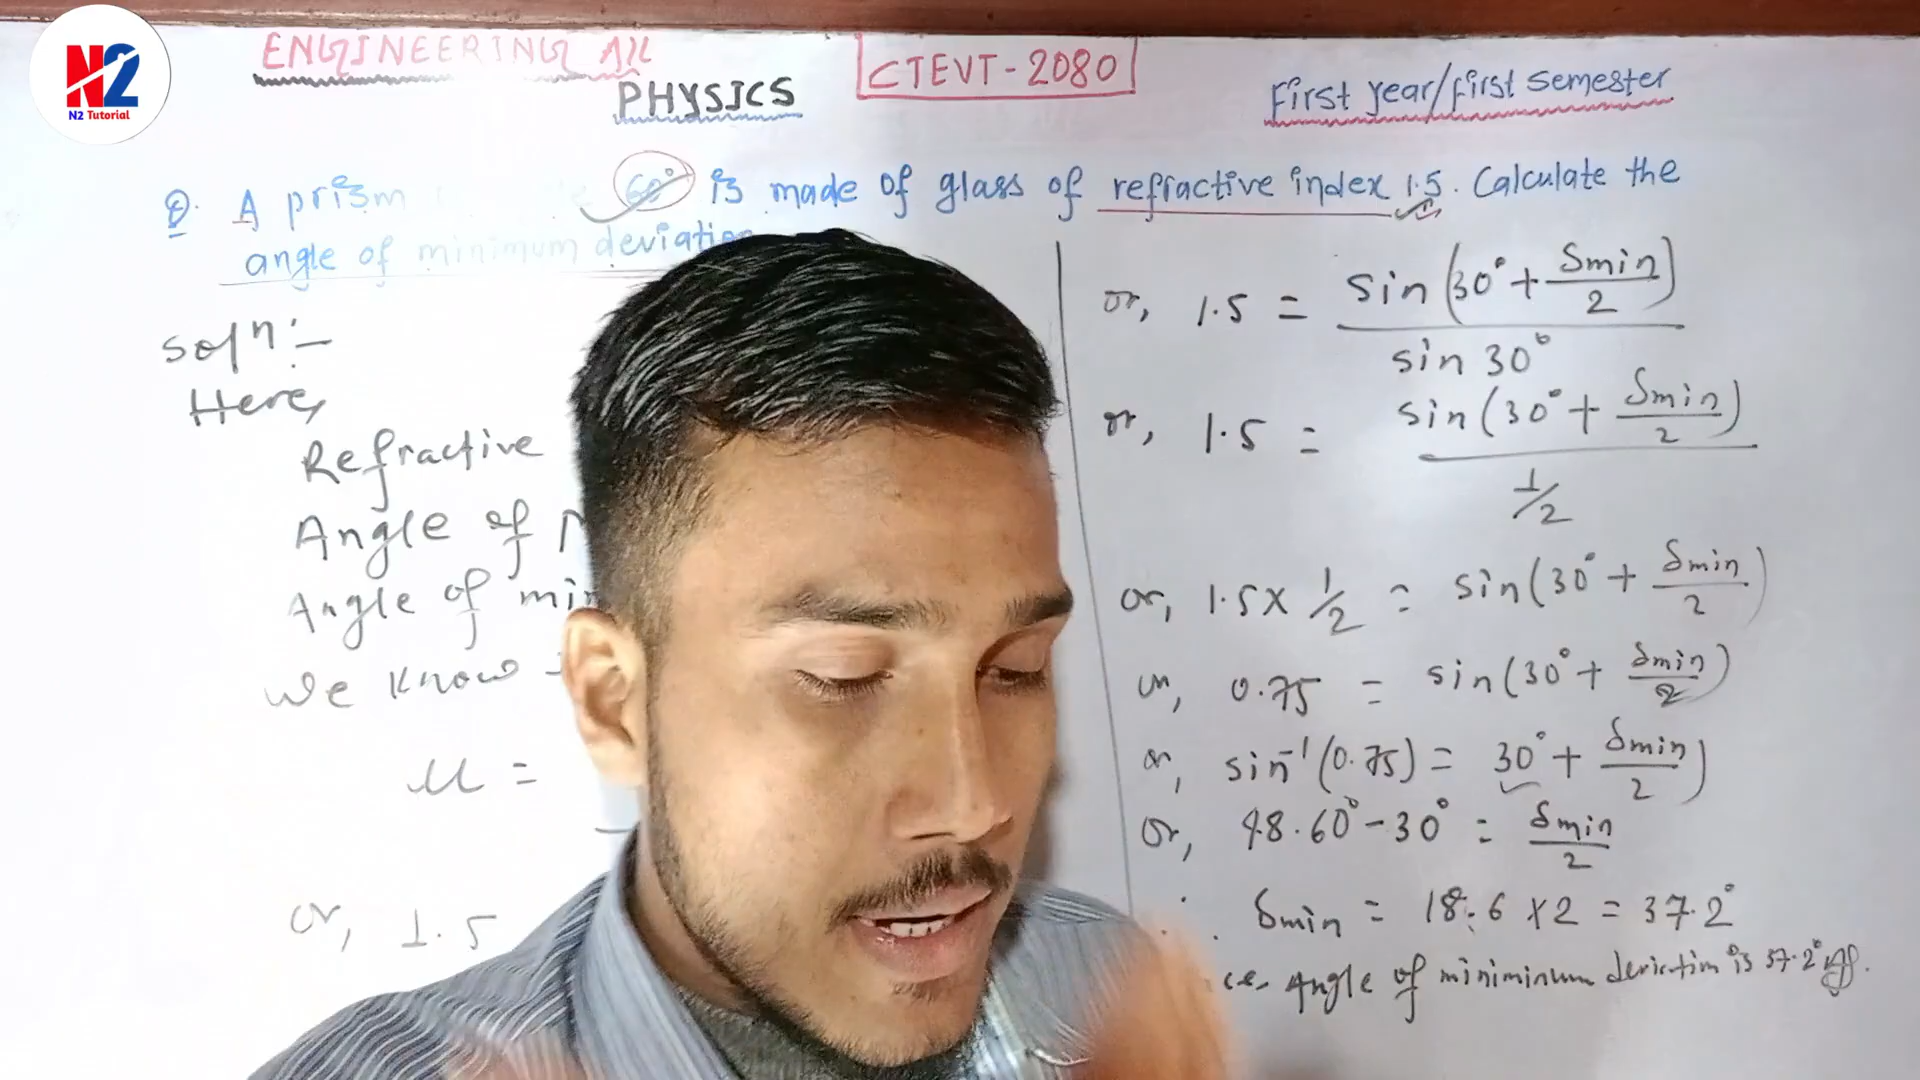 N2
N2 Tutorial
ENGINEERING All
PHYSICS
CTEVT-2080
First year/First semester
Q. A prism 60° is made of glass of refractive index 1.5. Calculate the
angle of minimum deviation
Sol'n:-
Here,
Refractive
Angle of
Angle of min
We know
μ =
or, 1.5
or, 1.5 = sin(30° + δmin/2) / sin 30°
or, 1.5 = sin(30° + δmin/2) / 1/2
or, 1.5 × 1/2 = sin(30° + δmin/2)
or, 0.75 = sin(30° + δmin/2)
or, sin⁻¹(0.75) = 30° + δmin/2)
or, 48.60° - 30° = δmin/2
δmin = 18.6 × 2 = 37.2°
Angle of miniminum is 37.2°